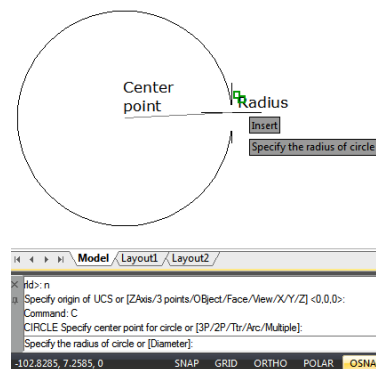 Center
point
Radius
Insert
Specify the radius of circle
Model Layout1 Layout2
rld>: n
Specify origin of UCS or [ZAxis/3 points/OBject/Face/View/X/Y/Z] <0,0,0>:
Command: C
CIRCLE Specify center point for circle or [3P/2P/Ttr/Arc/Multiple]:
Specify the radius of circle or [Diameter]:
-102.8285, 7.2585, 0 SNAP GRID ORTHO POLAR OSNA